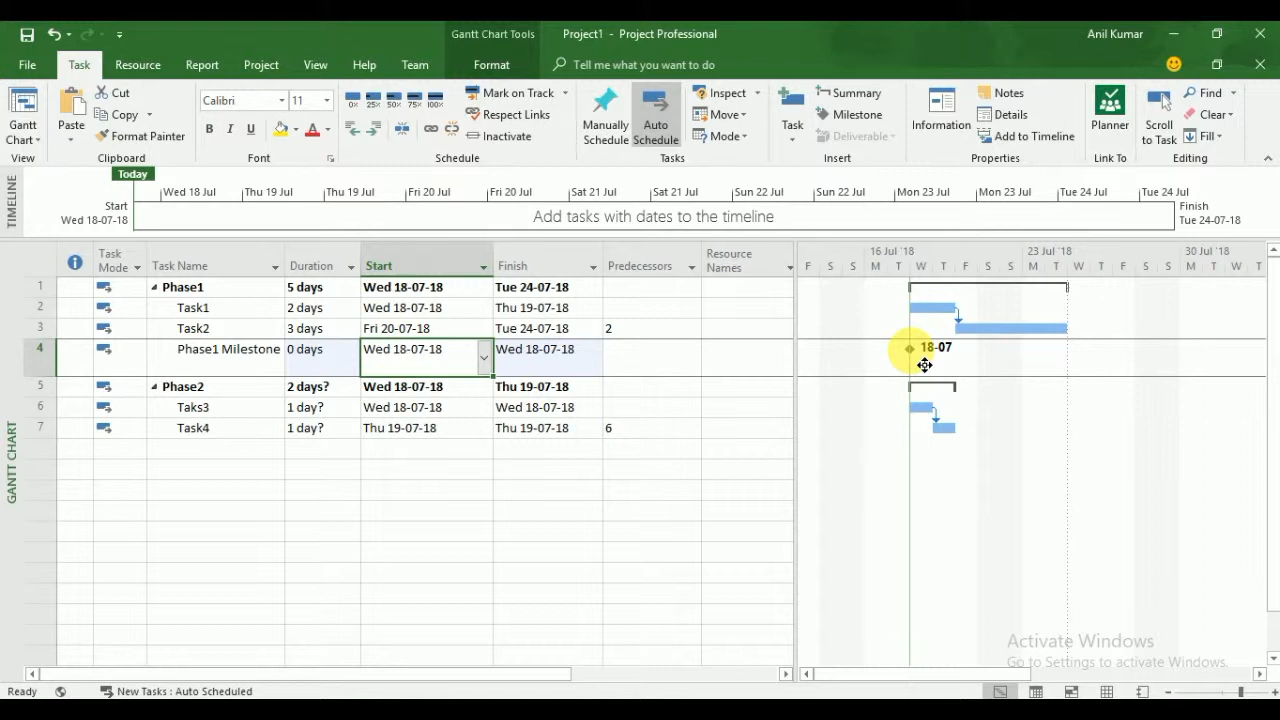 Gantt Chart Tools Project1 - Project Professional Anil Kumar
File Task Resource Report Project View Help Team Format Tell me what you want to do
Cut Calibri 11 Mark on Track Inspect Summary Notes Find
Copy 0% 25% 50% 75% 100% Respect Links Move Milestone Details Clear
Gantt Chart Paste Format Painter B I U A Inactivate Manually Schedule Auto Schedule Mode Task Deliverable Information Add to Timeline Planner Scroll to Task Fill
View Clipboard Font Schedule Tasks Insert Properties Link To Editing
Today
TIMELINE
Wed 18 Jul Thu 19 Jul Thu 19 Jul Fri 20 Jul Fri 20 Jul Sat 21 Jul Sat 21 Jul Sun 22 Jul Sun 22 Jul Mon 23 Jul Mon 23 Jul Tue 24 Jul Tue 24 Jul
Start Finish
Wed 18-07-18 Add tasks with dates to the timeline Tue 24-07-18
Task Mode Task Name Duration Start Finish Predecessors Resource Names
16 Jul '18 23 Jul '18 30 Jul '18
F S S M T W T F S S M T W T F S S M T W T
1 Phase1 5 days Wed 18-07-18 Tue 24-07-18
2 Task1 2 days Wed 18-07-18 Thu 19-07-18
3 Task2 3 days Fri 20-07-18 Tue 24-07-18 2
4 Phase1 Milestone 0 days Wed 18-07-18 Wed 18-07-18 18-07
5 Phase2 2 days? Wed 18-07-18 Thu 19-07-18
6 Taks3 1 day? Wed 18-07-18 Wed 18-07-18
7 Task4 1 day? Thu 19-07-18 Thu 19-07-18 6
GANTT CHART
Activate Windows
Go to Settings to activate Windows.
Ready New Tasks : Auto Scheduled